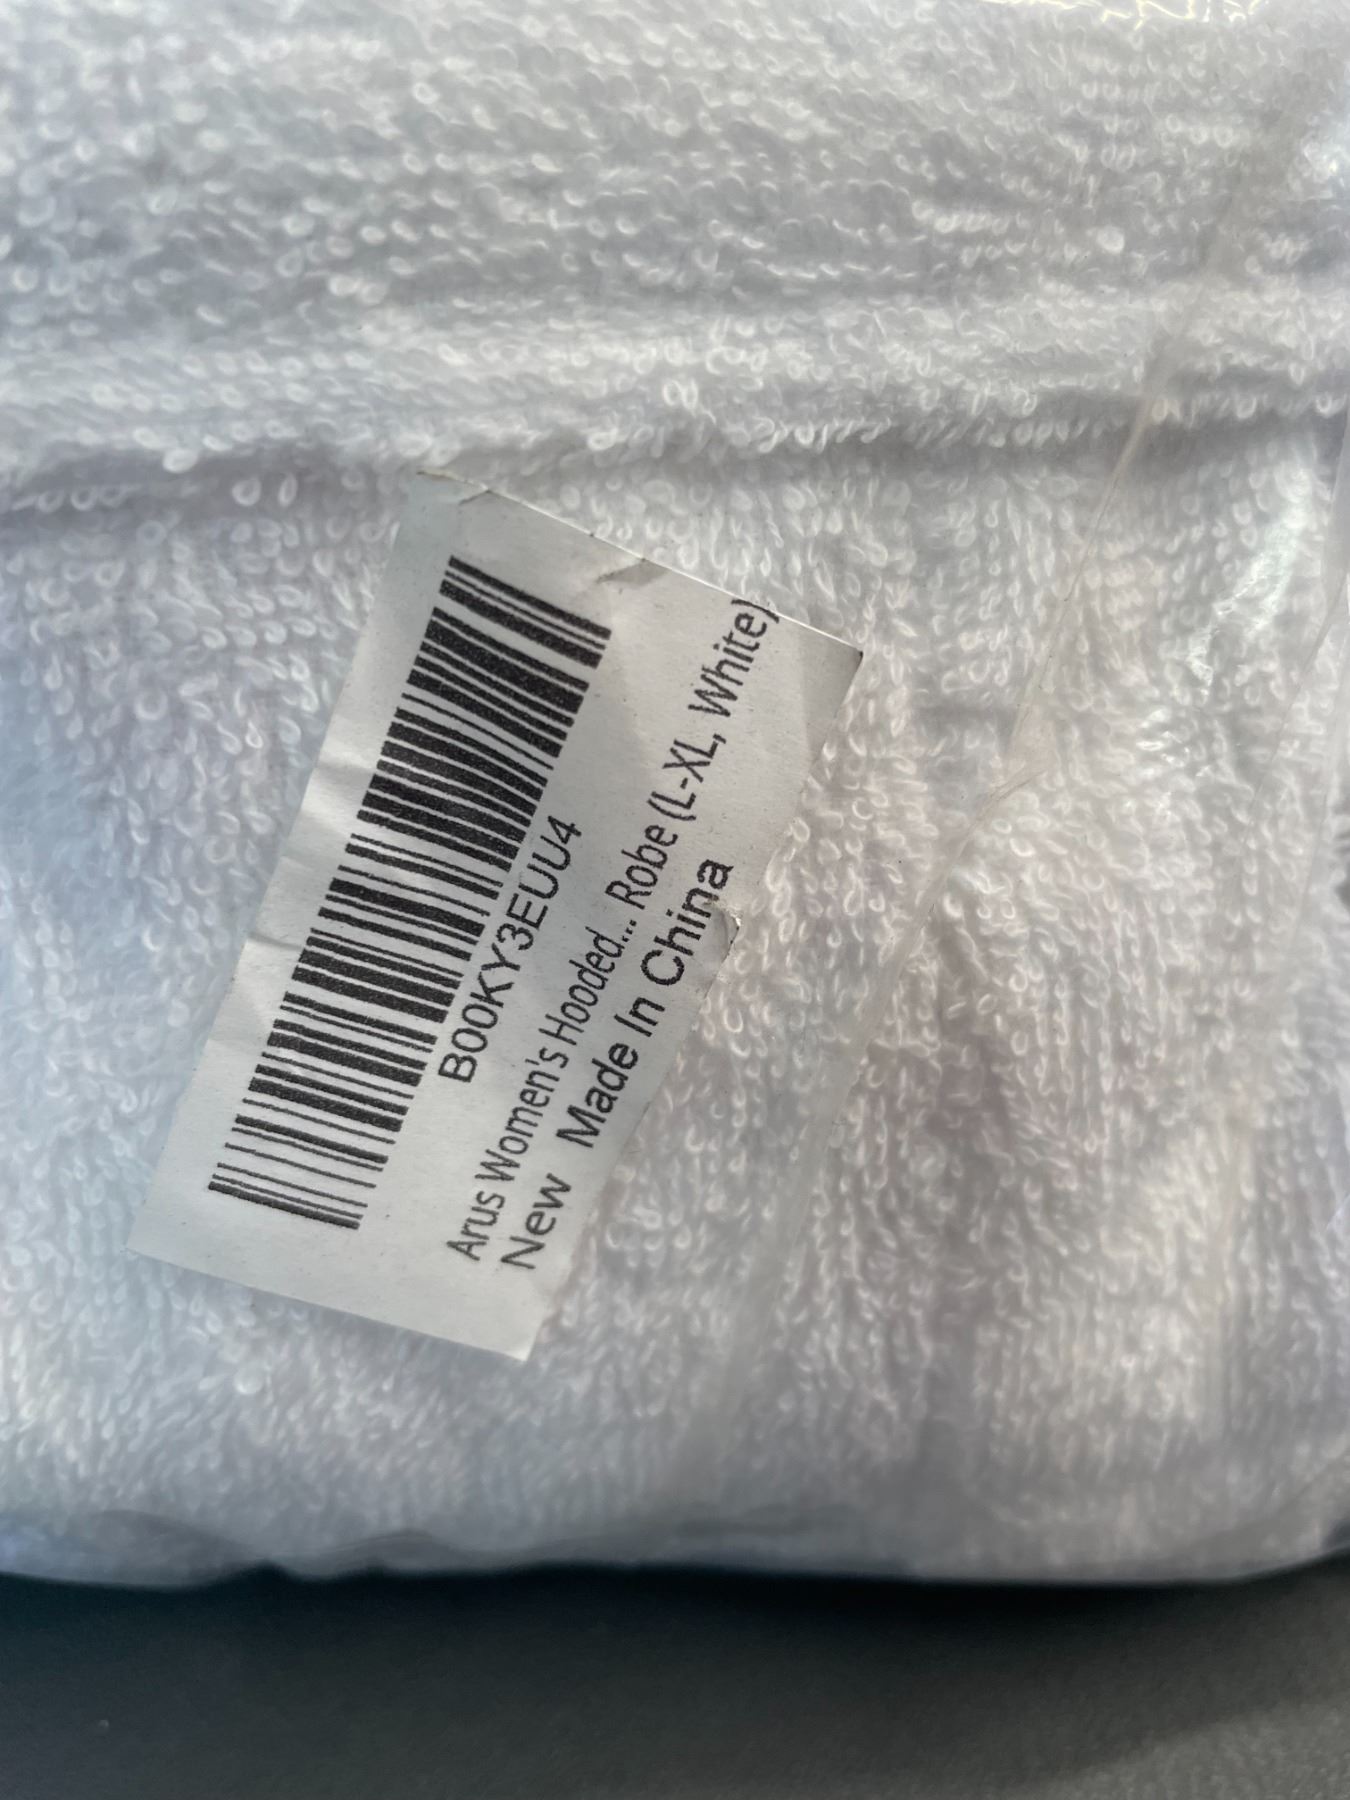 B00KY3EUU4
Arus Women's Hooded... Robe (L-XL, White)
New Made In China